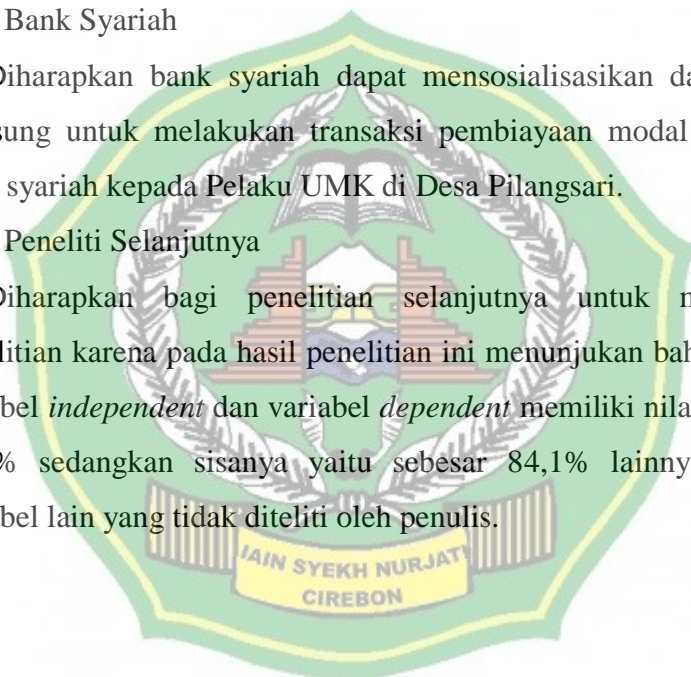 Bank Syariah
Diharapkan bank syariah dapat mensosialisasikan da
sung untuk melakukan transaksi pembiayaan modal
syariah kepada Pelaku UMK di Desa Pilangsari.
Peneliti Selanjutnya
Diharapkan bagi penelitian selanjutnya untuk m
litian karena pada hasil penelitian ini menunjukan bah
bel independent dan variabel dependent memiliki nila
% sedangkan sisanya yaitu sebesar 84,1% lainny
bel lain yang tidak diteliti oleh penulis.
IAIN SYEKH NURJATI
CIREBON